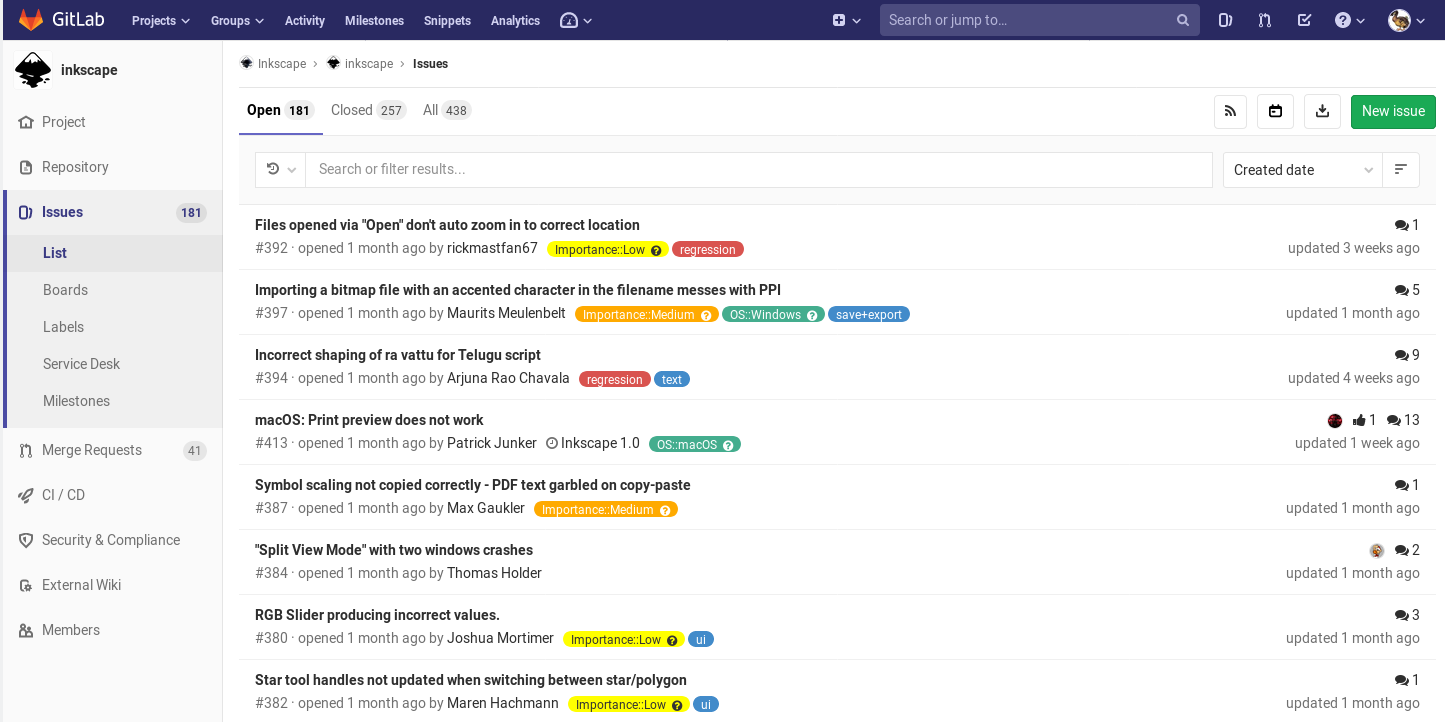 GitLab Projects Groups Activity Milestones Snippets Analytics Search or jump to...
inkscape
Inkscape › inkscape › Issues
Open 181 Closed 257 All 438 New issue
Project
Repository
Issues 181
List
Boards
Labels
Service Desk
Milestones
Merge Requests 41
CI / CD
Security & Compliance
External Wiki
Members
Search or filter results... Created date
Files opened via "Open" don't auto zoom in to correct location 1
#392 · opened 1 month ago by rickmastfan67 Importance::Low regression updated 3 weeks ago
Importing a bitmap file with an accented character in the filename messes with PPI 5
#397 · opened 1 month ago by Maurits Meulenbelt Importance::Medium OS::Windows save+export updated 1 month ago
Incorrect shaping of ra vattu for Telugu script 9
#394 · opened 1 month ago by Arjuna Rao Chavala regression text updated 4 weeks ago
macOS: Print preview does not work 1 13
#413 · opened 1 month ago by Patrick Junker Inkscape 1.0 OS::macOS updated 1 week ago
Symbol scaling not copied correctly - PDF text garbled on copy-paste 1
#387 · opened 1 month ago by Max Gaukler Importance::Medium updated 1 month ago
"Split View Mode" with two windows crashes 2
#384 · opened 1 month ago by Thomas Holder updated 1 month ago
RGB Slider producing incorrect values. 3
#380 · opened 1 month ago by Joshua Mortimer Importance::Low ui updated 1 month ago
Star tool handles not updated when switching between star/polygon 1
#382 · opened 1 month ago by Maren Hachmann Importance::Low ui updated 1 month ago